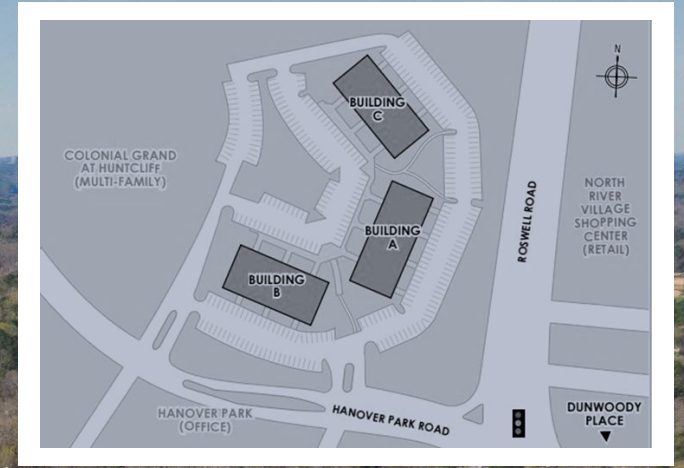 N
BUILDING
C
COLONIAL GRAND
AT HUNTCLIFF
(MULTI-FAMILY)
NORTH
RIVER
VILLAGE
SHOPPING
CENTER
(RETAIL)
ROSWELL ROAD
BUILDING
A
BUILDING
B
HANOVER PARK
(OFFICE)
HANOVER PARK ROAD
DUNWOODY
PLACE